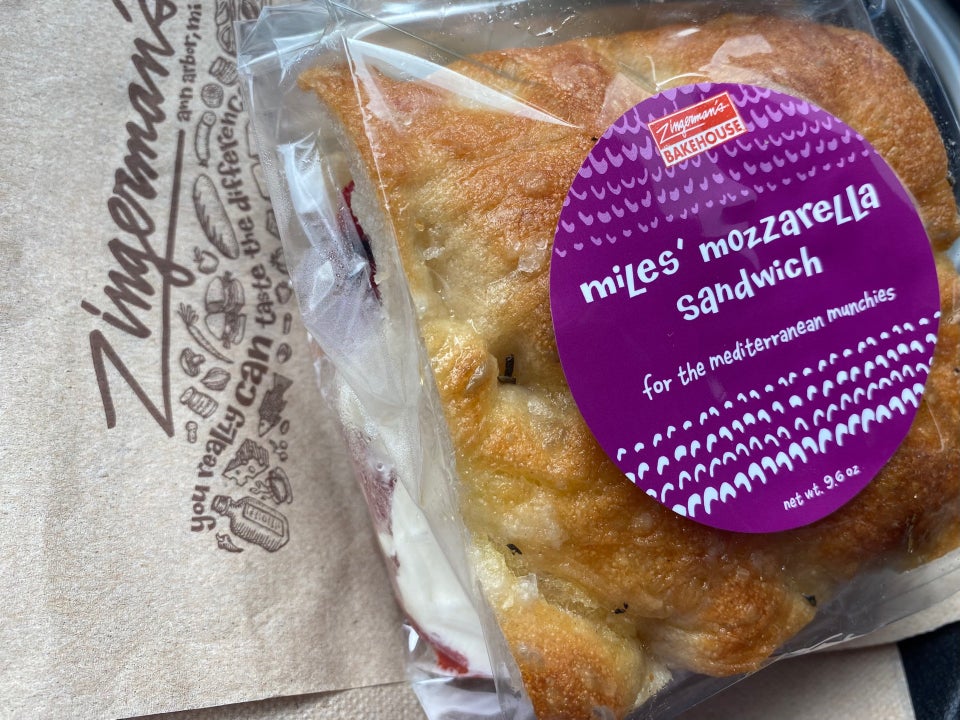 Zingerman's
ann arbor, mi
you really can taste the difference
Zingerman's
BAKEHOUSE
miles' mozzarella
sandwich
for the mediterranean munchies
net wt. 9.6 oz